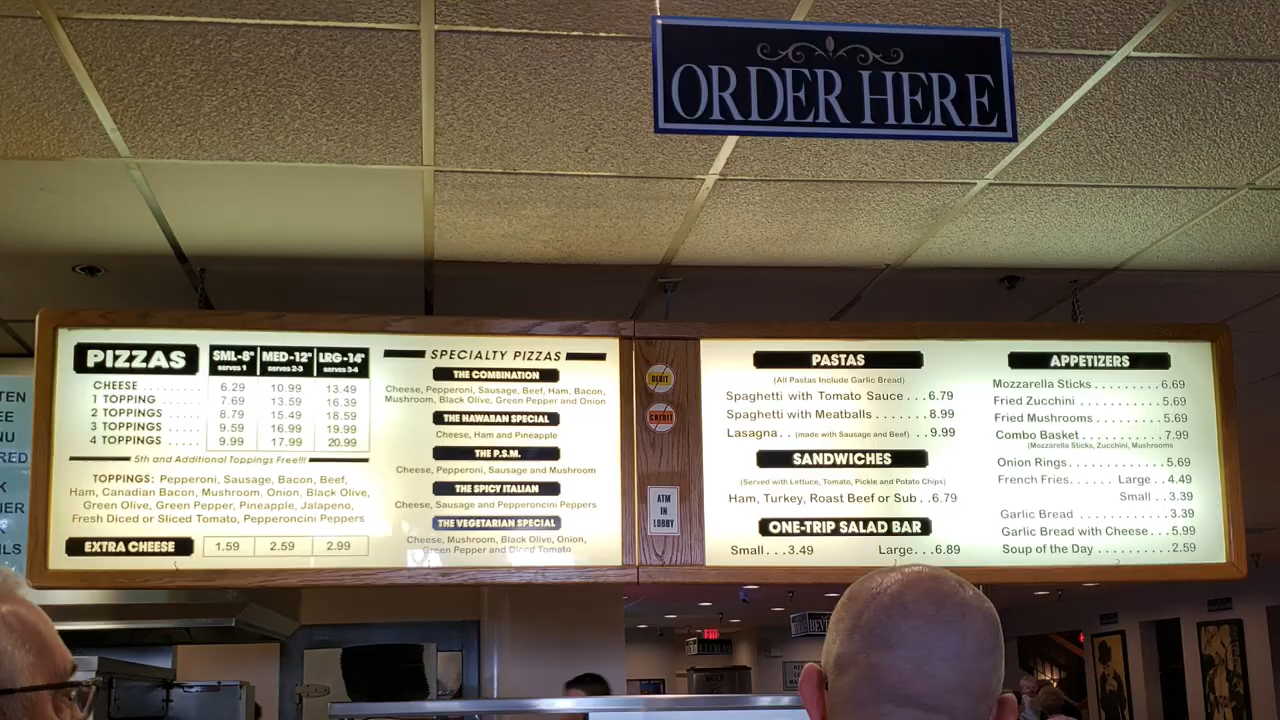 ORDER HERE
PIZZAS
SML-8" MED-12" LRG-14"
serves 1 serves 2-3 serves 3-4
CHEESE ........ 6.29 10.99 13.49
1 TOPPING ..... 7.69 13.59 16.39
2 TOPPINGS ..... 8.79 15.49 18.59
3 TOPPINGS ..... 9.59 16.99 19.99
4 TOPPINGS ..... 9.99 17.99 20.99
5th and Additional Toppings Free!!!
TOPPINGS: Pepperoni, Sausage, Bacon, Beef,
Ham, Canadian Bacon, Mushroom, Onion, Black Olive,
Green Olive, Green Pepper, Pineapple, Jalapeno,
Fresh Diced or Sliced Tomato, Pepperoncini Peppers
EXTRA CHEESE 1.59 2.59 2.99
SPECIALTY PIZZAS
THE COMBINATION
Cheese, Pepperoni, Sausage, Beef, Ham, Bacon,
Mushroom, Black Olive, Green Pepper and Onion
THE HAWAIIAN SPECIAL
Cheese, Ham and Pineapple
THE P.S.M.
Cheese, Pepperoni, Sausage and Mushroom
THE SPICY ITALIAN
Cheese, Sausage and Pepperoncini Peppers
THE VEGETARIAN SPECIAL
Cheese, Mushroom, Black Olive, Onion,
Green Pepper and Diced Tomato
DEBIT
CREDIT
ATM
IN
LOBBY
PASTAS
(All Pastas Include Garlic Bread)
Spaghetti with Tomato Sauce ...6.79
Spaghetti with Meatballs .......8.99
Lasagna .. (made with Sausage and Beef) ..9.99
SANDWICHES
(Served with Lettuce, Tomato, Pickle and Potato Chips)
Ham, Turkey, Roast Beef or Sub ..6.79
ONE-TRIP SALAD BAR
Small...3.49 Large...6.89
APPETIZERS
Mozzarella Sticks ..........6.69
Fried Zucchini .............5.69
Fried Mushrooms ..........5.69
Combo Basket .............7.99
(Mozzarella Sticks, Zucchini, Mushrooms
Onion Rings..............5.69
French Fries...... Large ..4.49
Small ..3.39
Garlic Bread .............3.39
Garlic Bread with Cheese...5.99
Soup of the Day ..........2.59